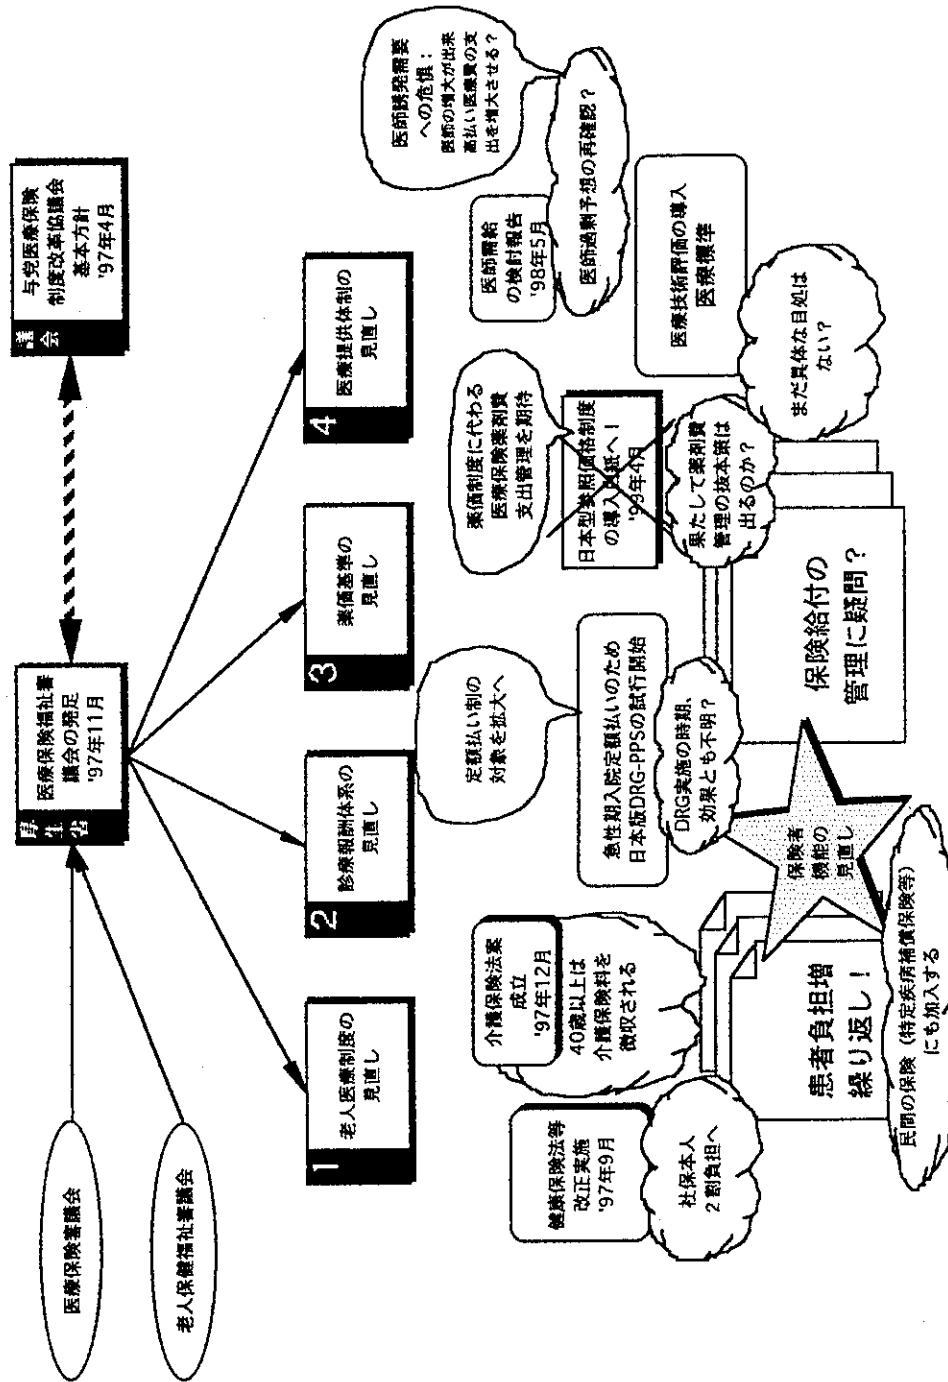 医療保険審議会
老人保健福祉審議会
厚生省
医療保険福祉審
議会の発足
'97年11月
議会
与党医療保険
制度改革協議会
基本方針
'97年4月
1
老人医療制度の
見直し
2
診療報酬体系の
見直し
3
薬価基準の
見直し
4
医療提供体制の
見直し
健康保険法等
改正実施
'97年9月
社保本人
2割負担へ
介護保険法案
成立
'97年12月
40歳以上は
介護保険料を
徴収される
定額払い制の
対象を拡大へ
急性期入院定額払いのため
日本版DRG-PPSの試行開始
DRG実施の時期、
効果とも不明?
薬価制度に代わる
医療保険薬剤費
支出管理を期待
日本型参照価格制度
の導入白紙へ!
'99年4月
果たして薬剤費
管理の抜本策は
出るのか?
医師誘発需要
への危惧:
医師の増大が出来
高払い医療費の支
出を増大させる?
医師需給
の検討報告
'98年5月
医師過剰予想の再確認?
医療技術評価の導入
医療標準
まだ具体な目処は
ない?
患者負担増
繰り返し!
保険者
機能の
見直し
保険給付の
管理に疑問?
民間の保険(特定疾病補償保険等)
にも加入する